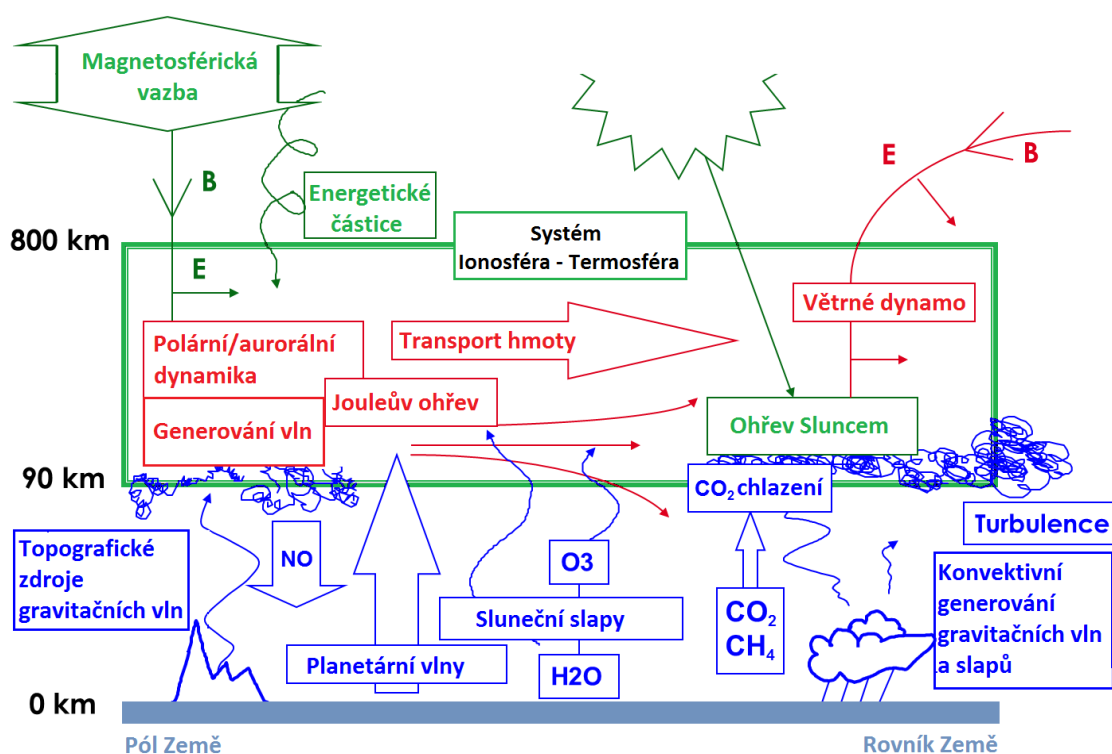 Magnetosférická
vazba
B
Energetické
částice
E
B
800 km
Systém
Ionosféra - Termosféra
E
Větrné dynamo
Polární/aurorální
dynamika
Transport hmoty
Jouleův ohřev
Generování vln
Ohřev Sluncem
90 km
CO₂ chlazení
Turbulence
Topografické
zdroje
gravitačních vln
NO
O3
Konvektivní
generování
gravitačních vln
a slapů
CO₂
CH₄
Sluneční slapy
Planetární vlny
H2O
0 km
Pól Země
Rovník Země